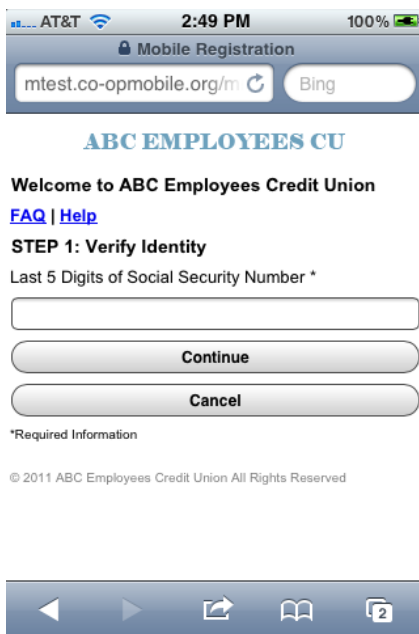 AT&T 2:49 PM 100%
Mobile Registration
mtest.co-opmobile.org/m Bing
ABC EMPLOYEES CU
Welcome to ABC Employees Credit Union
FAQ | Help
STEP 1: Verify Identity
Last 5 Digits of Social Security Number *
Continue
Cancel
*Required Information
© 2011 ABC Employees Credit Union All Rights Reserved
2